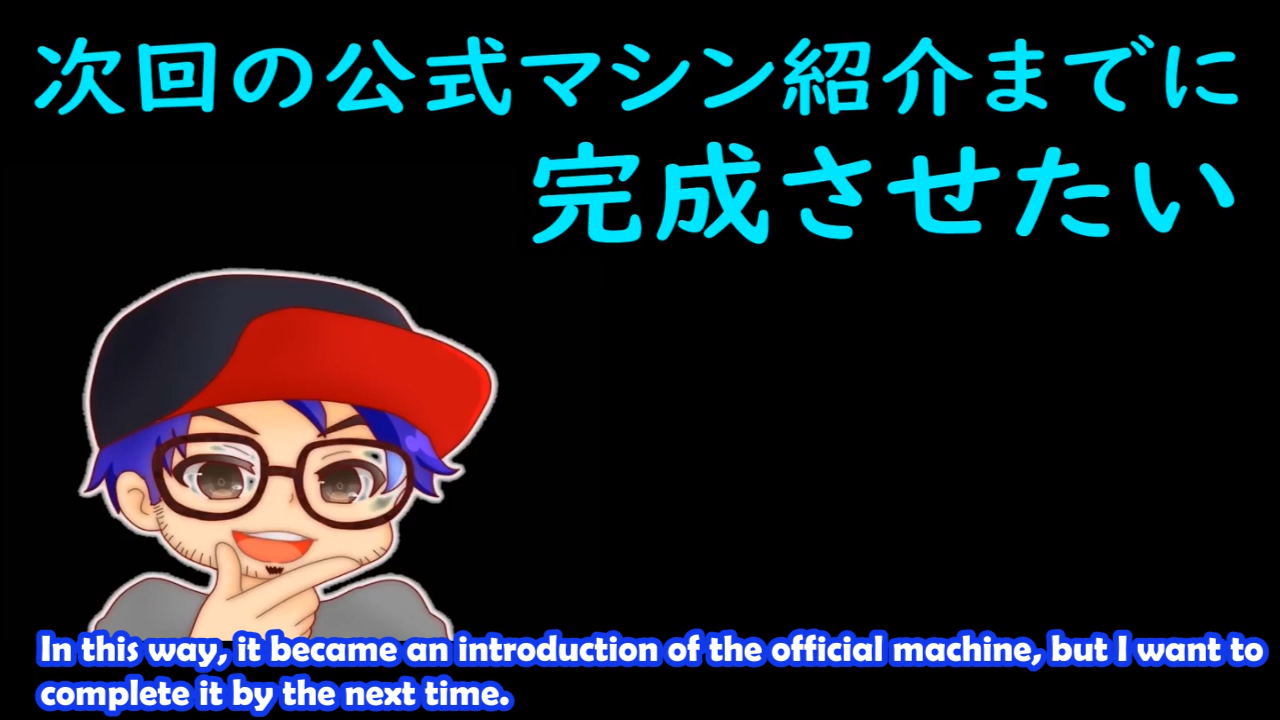 次回の公式マシン紹介までに
完成させたい
In this way, it became an introduction of the official machine, but I want to
complete it by the next time.